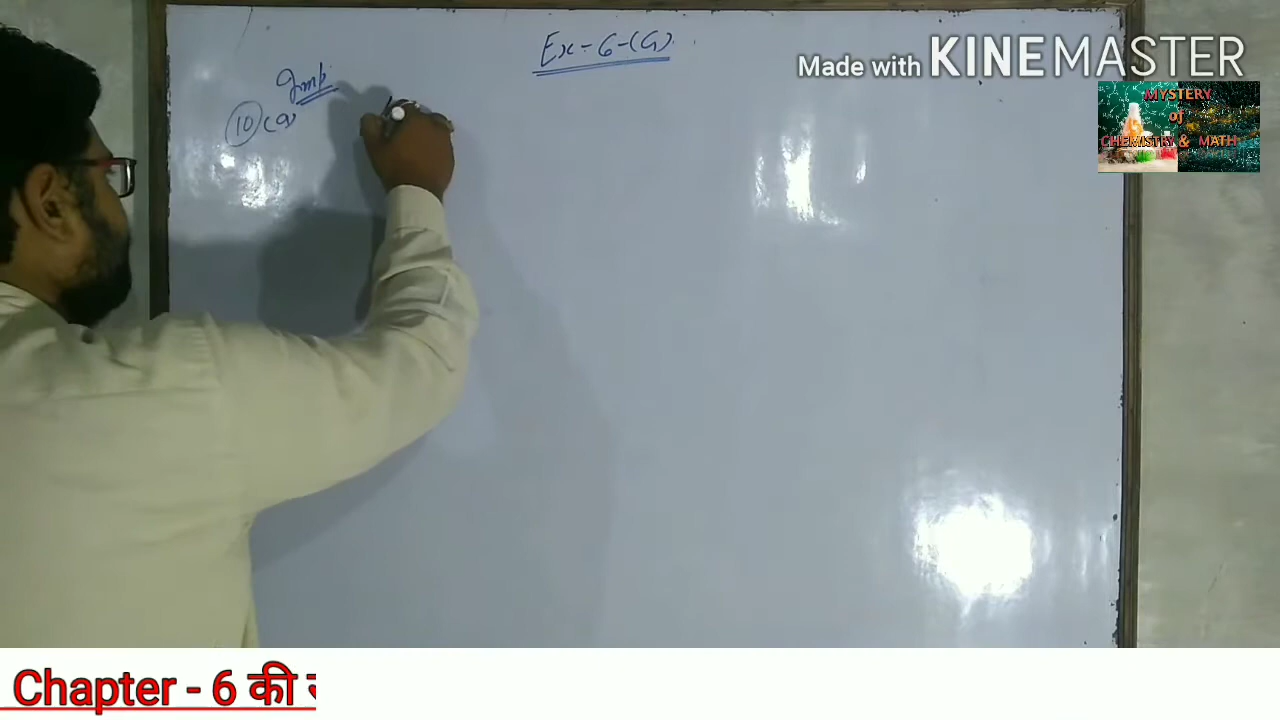 Ex-6-(G).
Made with KINEMASTER
MYSTERY
of
CHEMISTRY & MATH
Imp.
10 (a)
Chapter - 6 की